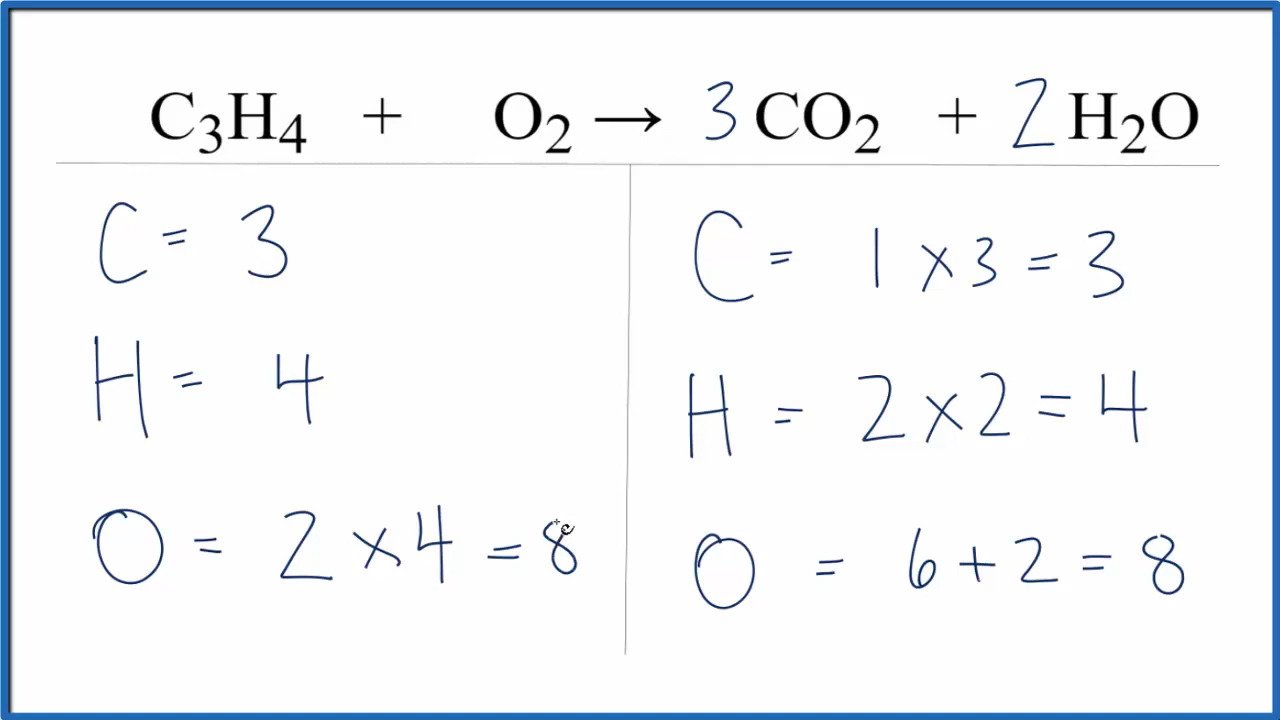 C₃H₄ + O₂ → 3 CO₂ + 2 H₂O
C = 3
H = 4
O = 2 x 4 = 8
C = 1 x 3 = 3
H = 2 x 2 = 4
O = 6 + 2 = 8